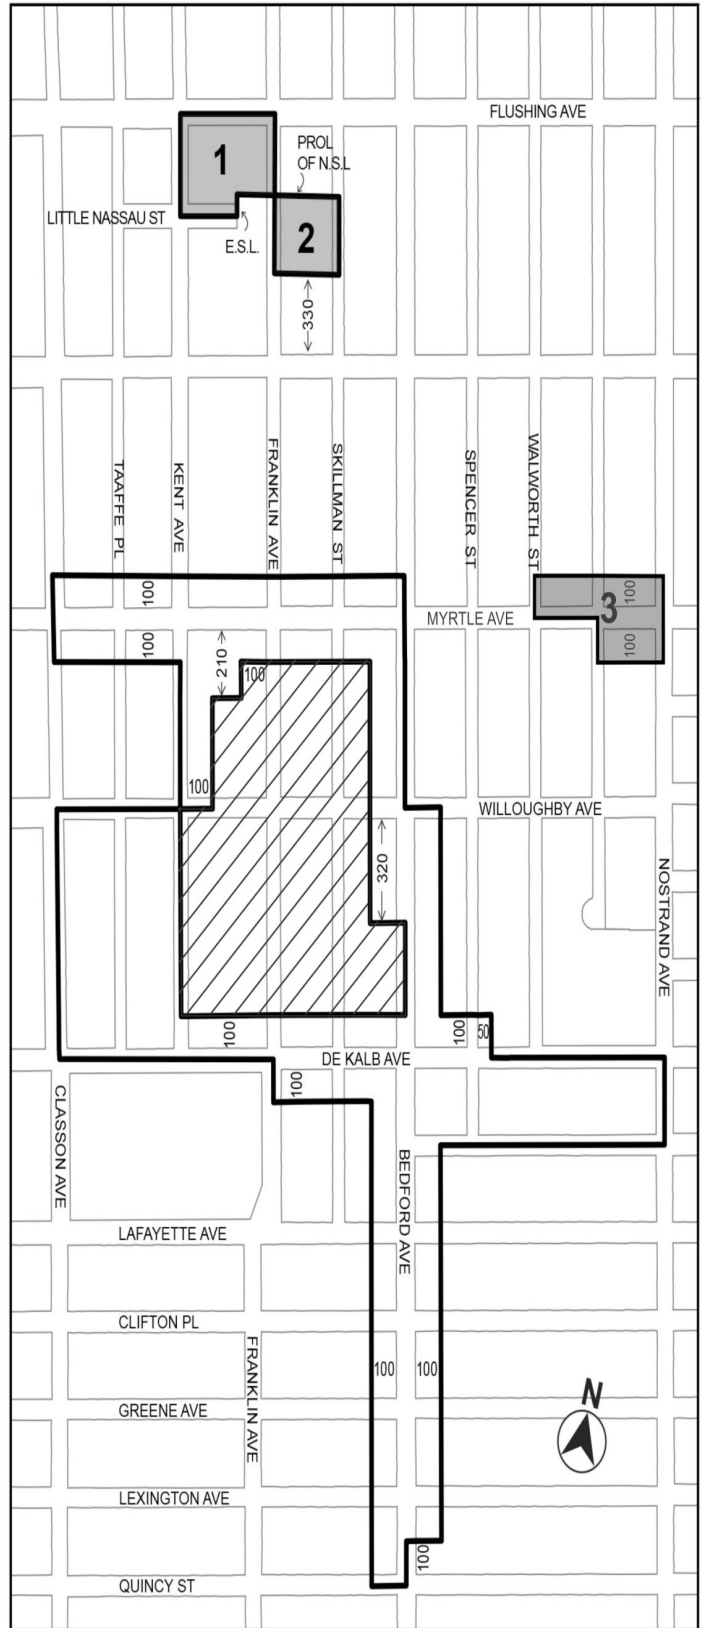 FLUSHING AVE
1
PROL
OF N.S.L
LITTLE NASSAU ST
E.S.L.
2
330
TAAFFE PL
KENT AVE
FRANKLIN AVE
SKILLMAN ST
SPENCER ST
WALWORTH ST
100
100
3
MYRTLE AVE
100
100
210
100
100
WILLOUGHBY AVE
320
NOSTRAND AVE
100
100
50
DE KALB AVE
100
CLASSON AVE
BEDFORD AVE
LAFAYETTE AVE
CLIFTON PL
FRANKLIN AVE
100
100
GREENE AVE
N
LEXINGTON AVE
100
QUINCY ST